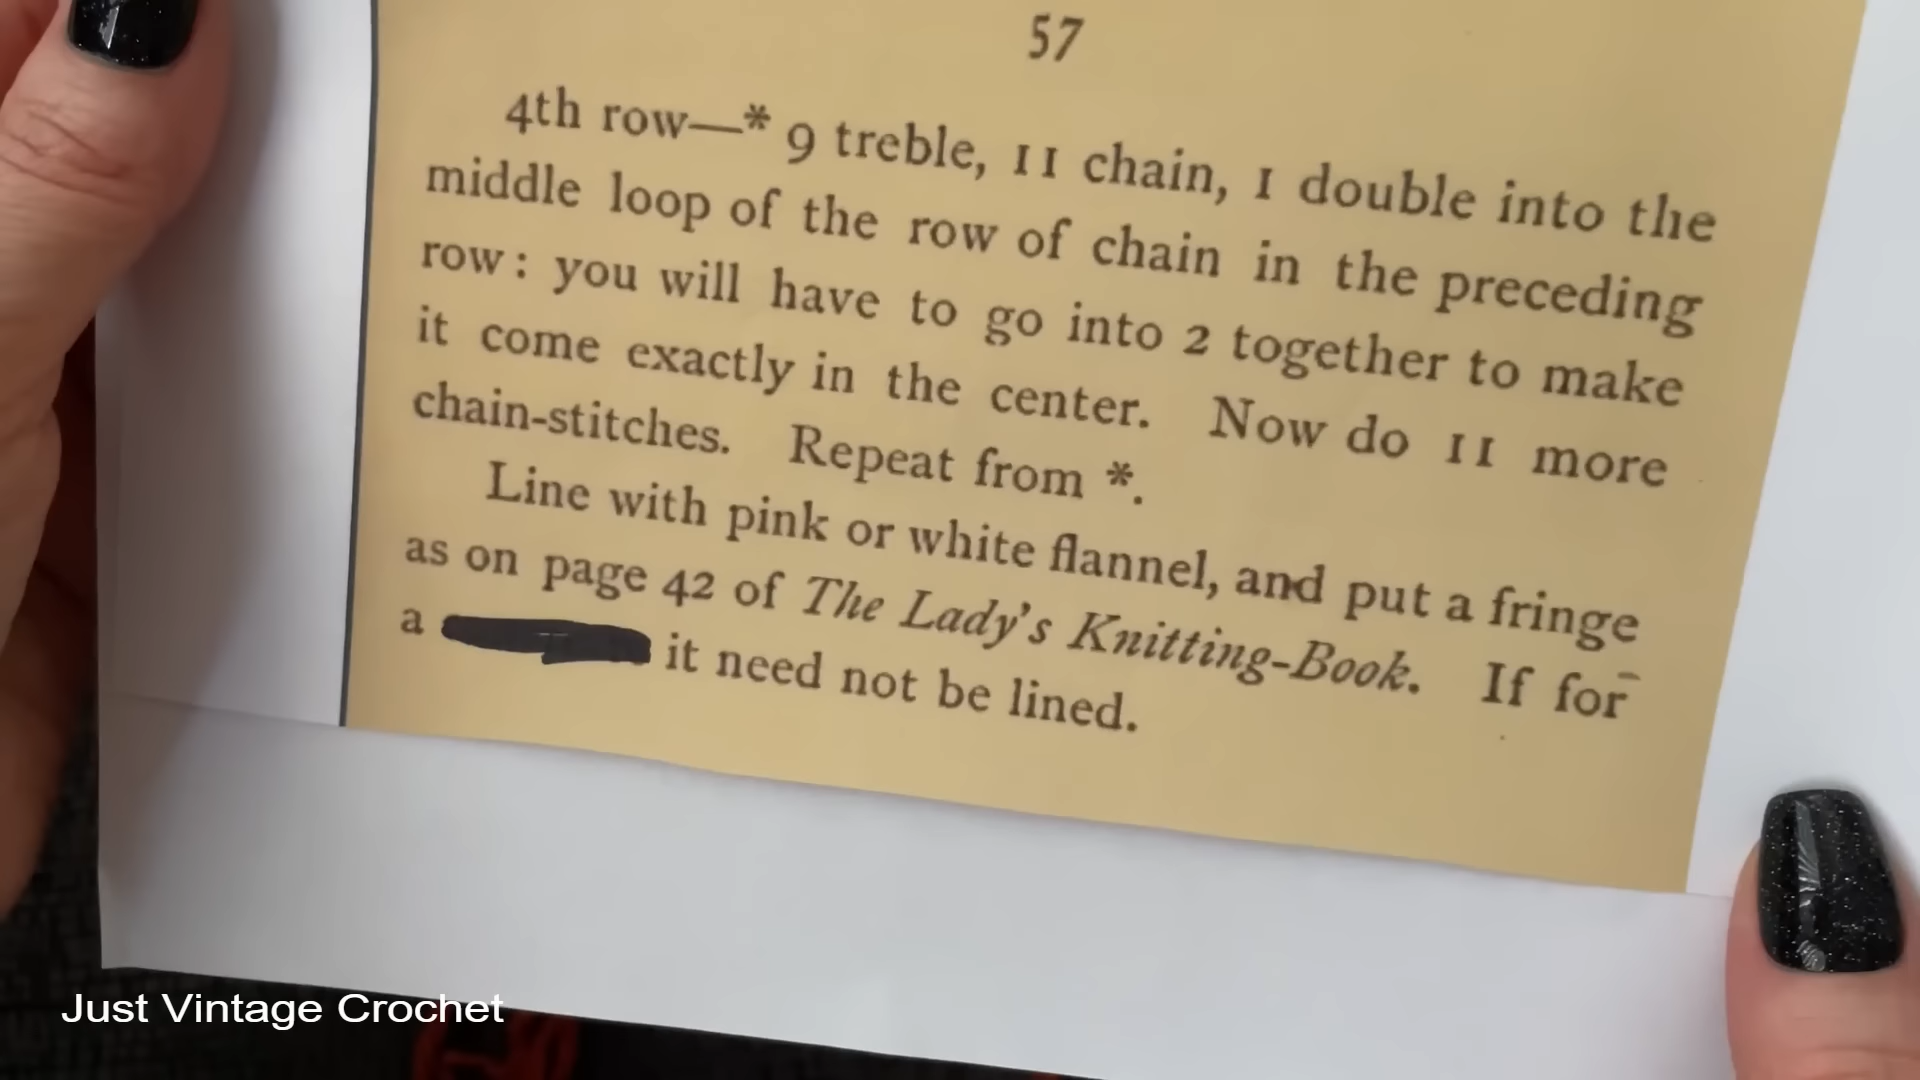 57
4th row—* 9 treble, 11 chain, 1 double into the
middle loop of the row of chain in the preceding
row: you will have to go into 2 together to make
it come exactly in the center. Now do 11 more
chain-stitches. Repeat from *.
Line with pink or white flannel, and put a fringe
as on page 42 of The Lady's Knitting-Book. If for
a it need not be lined.
Just Vintage Crochet